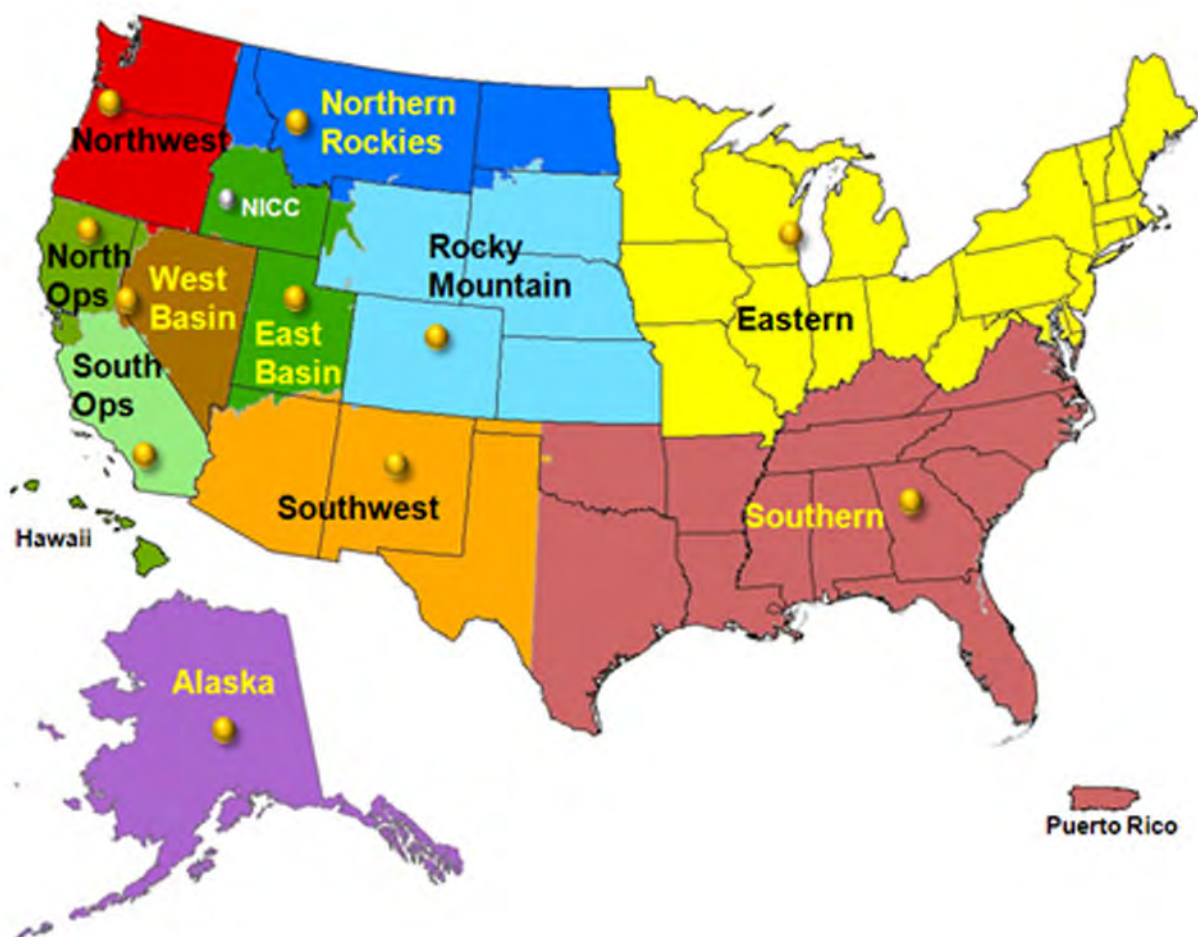 Northern
Rockies
Northwest
NICC
North
Ops
West
Basin
Rocky
Mountain
East
Basin
Eastern
South
Ops
Southwest
Southern
Hawaii
Alaska
Puerto Rico